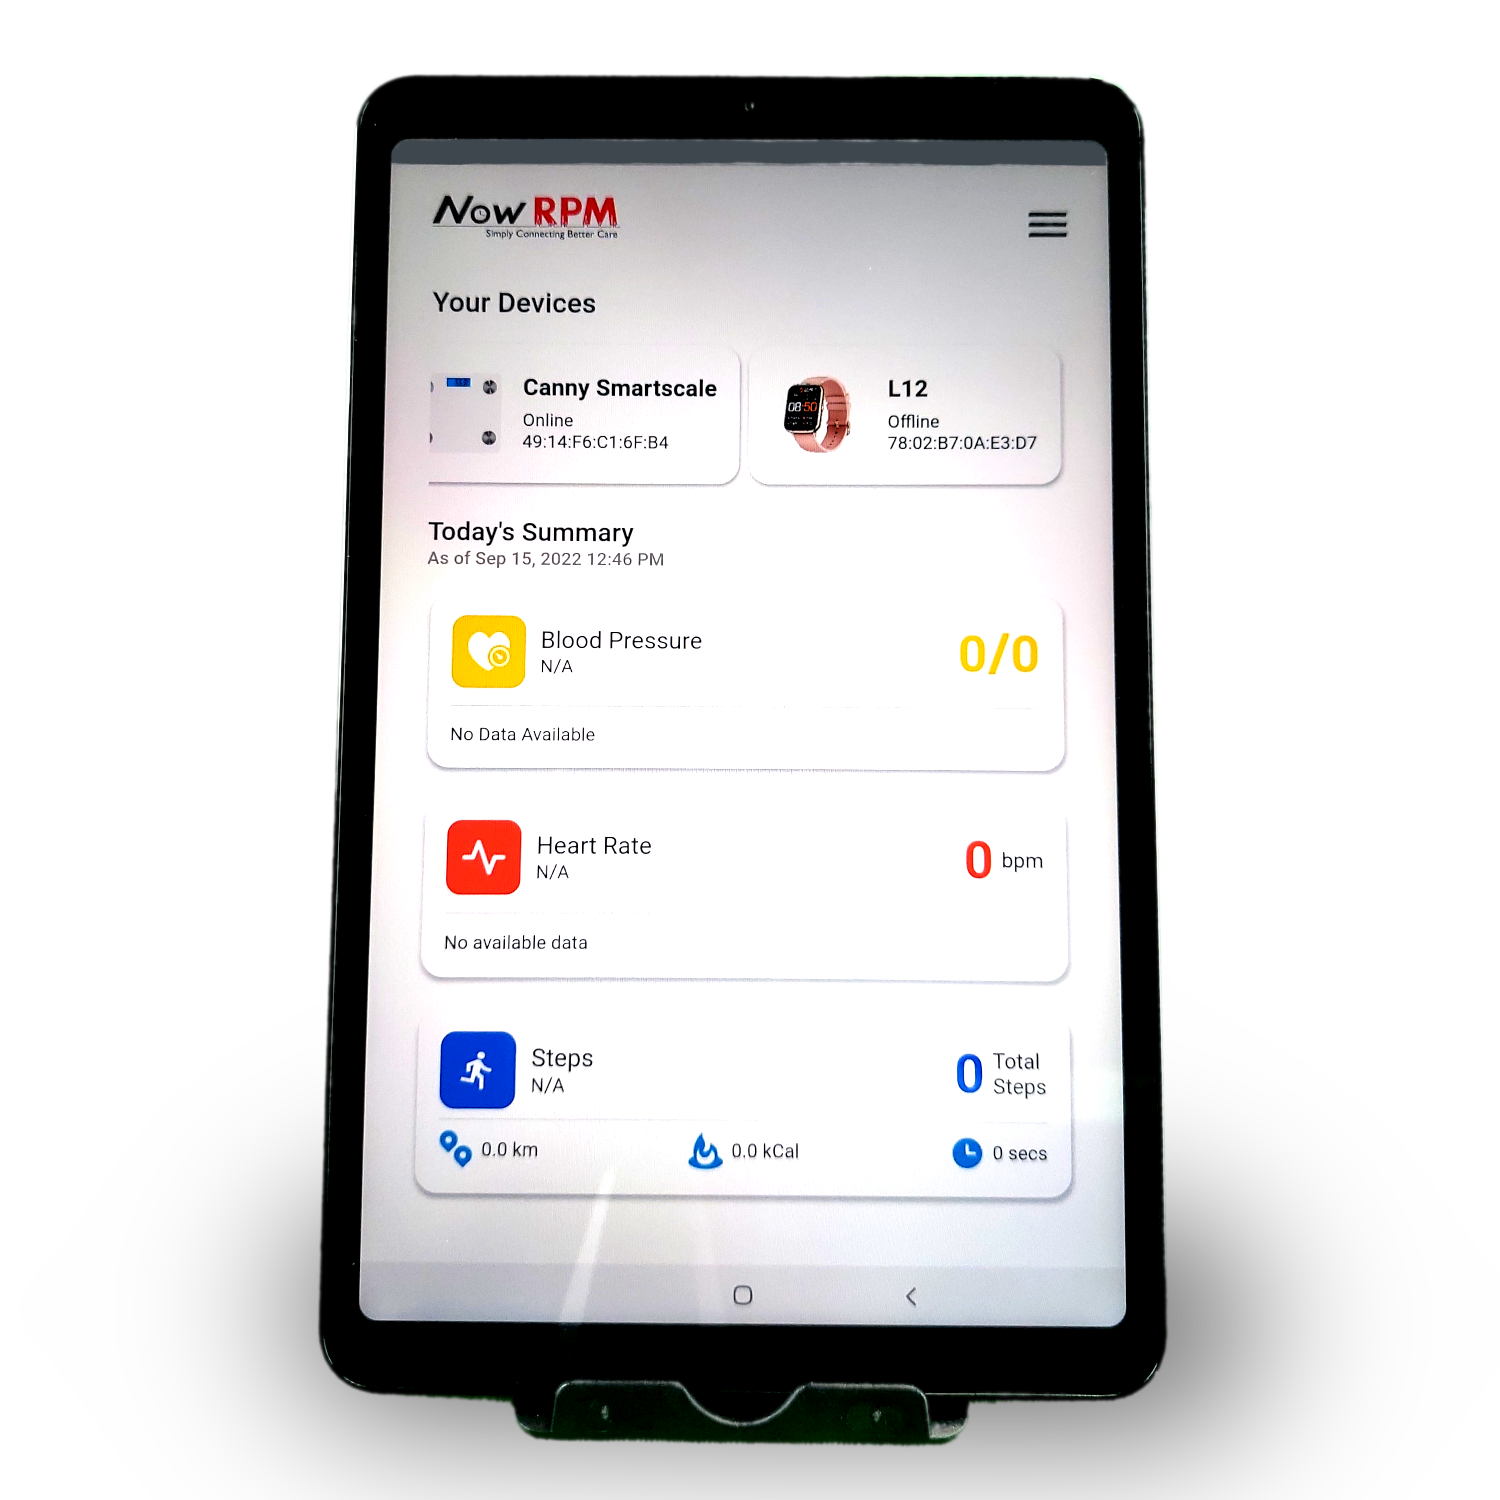 Now RPM
Simply Connecting Better Care
Your Devices
Canny Smartscale
Online
49:14:F6:C1:6F:B4
08:50
L12
Offline
78:02:B7:0A:E3:D7
Today's Summary
As of Sep 15, 2022 12:46 PM
Blood Pressure
N/A
0/0
No Data Available
Heart Rate
N/A
0 bpm
No available data
Steps
N/A
0 Total
Steps
0.0 km
0.0 kCal
0 secs